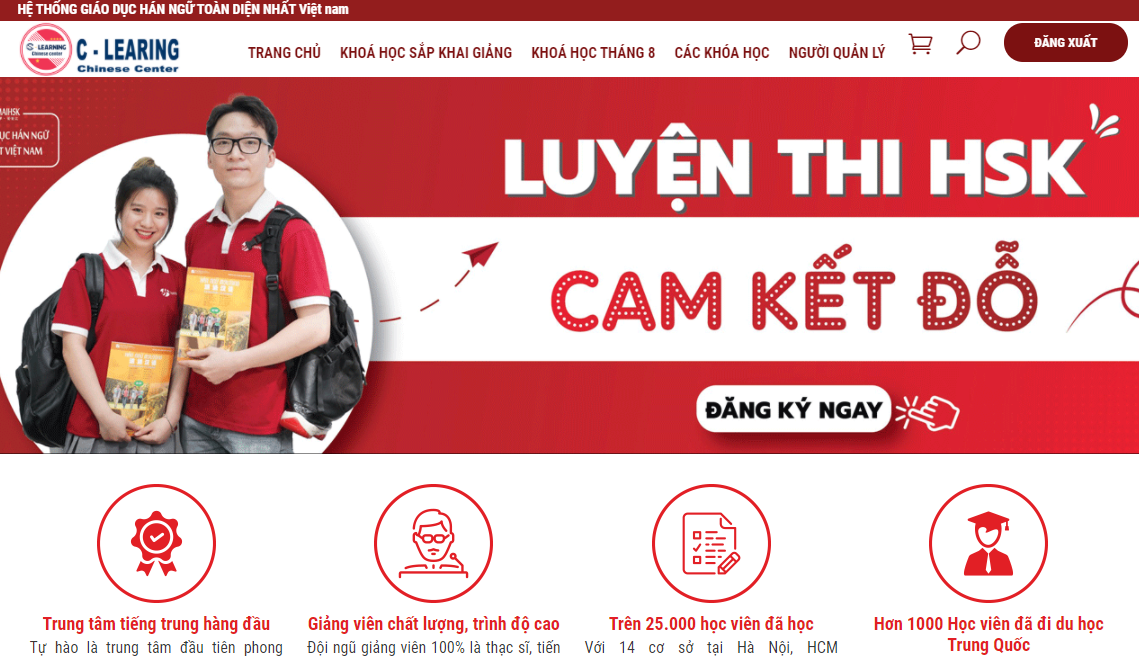 HỆ THỐNG GIÁO DỤC HÁN NGỮ TOÀN DIỆN NHẤT Việt nam
LEARNING
Chinese center
C - LEARING
Chinese Center
TRANG CHỦ KHOÁ HỌC SẮP KHAI GIẢNG KHOÁ HỌC THÁNG 8 CÁC KHÓA HỌC NGƯỜI QUẢN LÝ ĐĂNG XUẤT
ỤC HÁN NGỮ
T VIỆT NAM
LUYỆN THI HSK
CAM KẾT ĐỖ
ĐĂNG KÝ NGAY
Trung tâm tiếng trung hàng đầu
Tự hào là trung tâm đầu tiên phong
Giảng viên chất lượng, trình độ cao
Đội ngũ giảng viên 100% là thạc sĩ, tiến
Trên 25.000 học viên đã học
Với 14 cơ sở tại Hà Nội, HCM
Hơn 1000 Học viên đã đi du học
Trung Quốc